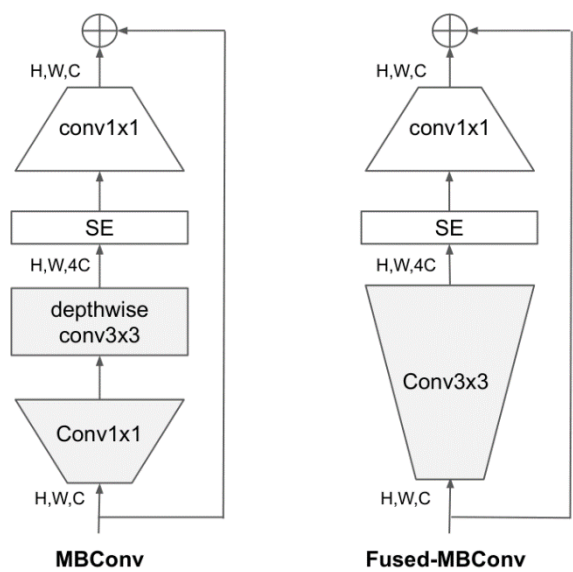 H,W,C
conv1x1
SE
H,W,4C
depthwise
conv3x3
Conv1x1
H,W,C
MBConv
H,W,C
conv1x1
SE
H,W,4C
Conv3x3
H,W,C
Fused-MBConv